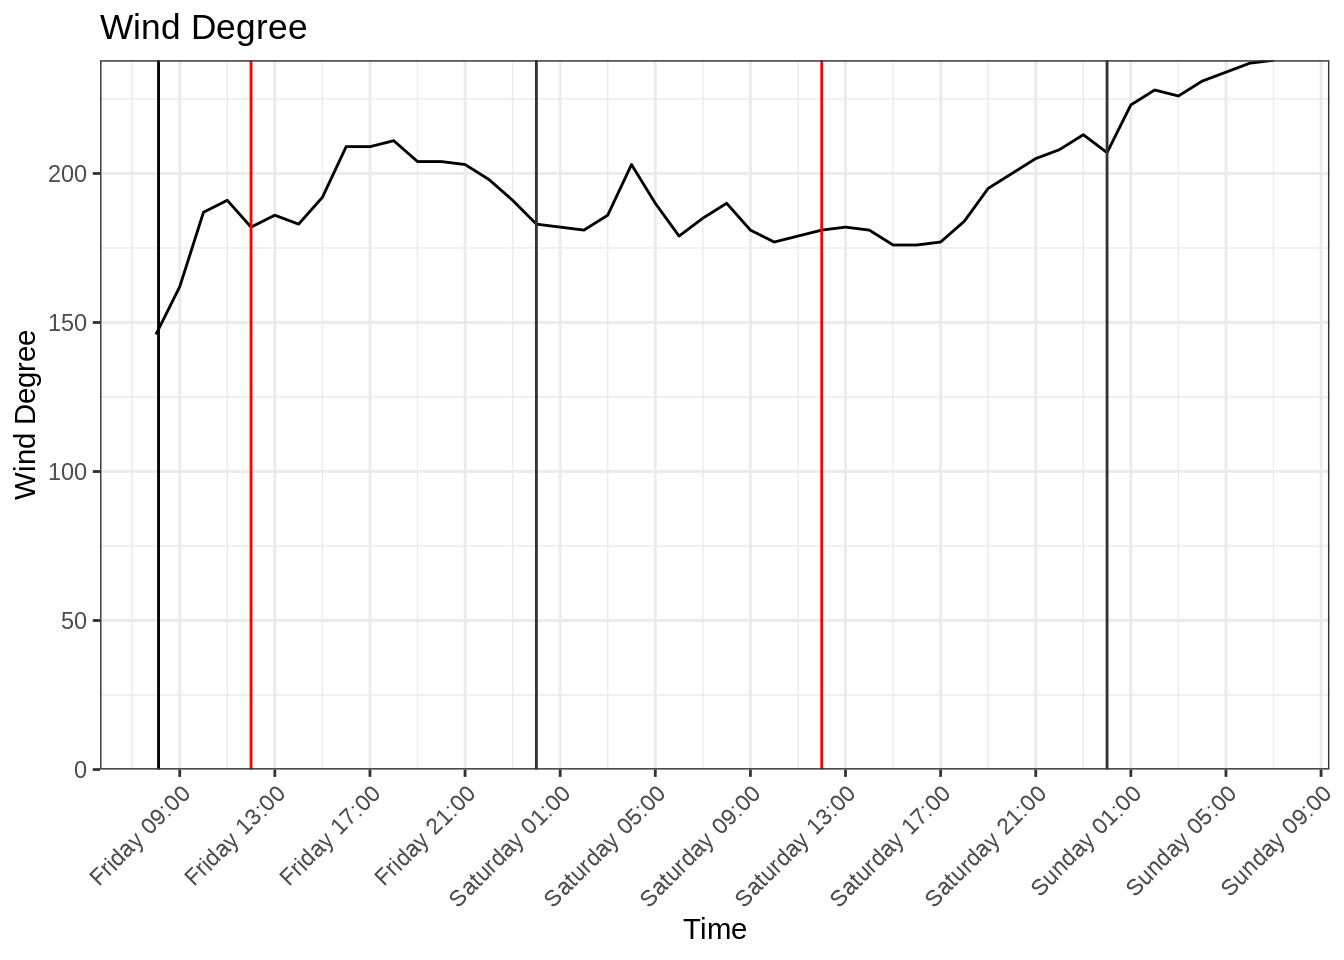 Wind Degree
Wind Degree
200
150
100
50
0
Friday 09:00
Friday 13:00
Friday 17:00
Friday 21:00
Saturday 01:00
Saturday 05:00
Saturday 09:00
Saturday 13:00
Saturday 17:00
Saturday 21:00
Sunday 01:00
Sunday 05:00
Sunday 09:00
Time